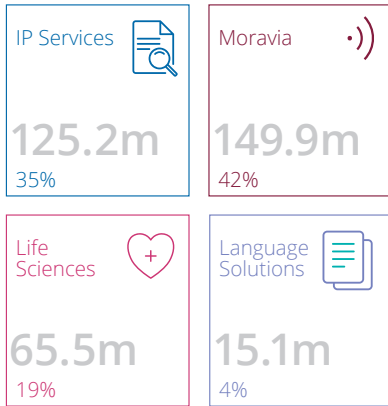 IP Services
125.2m
35%
Moravia
149.9m
42%
Life
Sciences
65.5m
19%
Language
Solutions
15.1m
4%